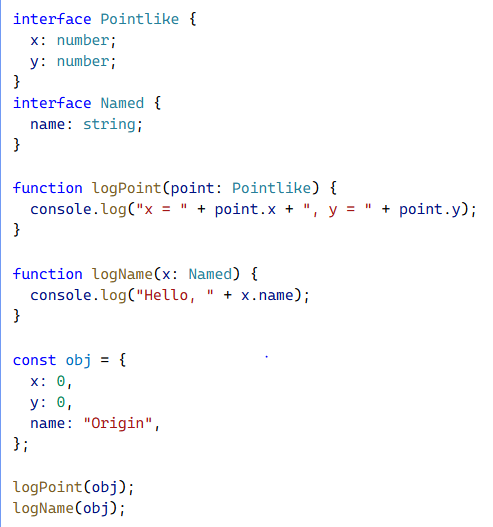 interface Pointlike {
  x: number;
  y: number;
}
interface Named {
  name: string;
}

function logPoint(point: Pointlike) {
  console.log("x = " + point.x + ", y = " + point.y);
}

function logName(x: Named) {
  console.log("Hello, " + x.name);
}

const obj = {
  x: 0,
  y: 0,
  name: "Origin",
};

logPoint(obj);
logName(obj);